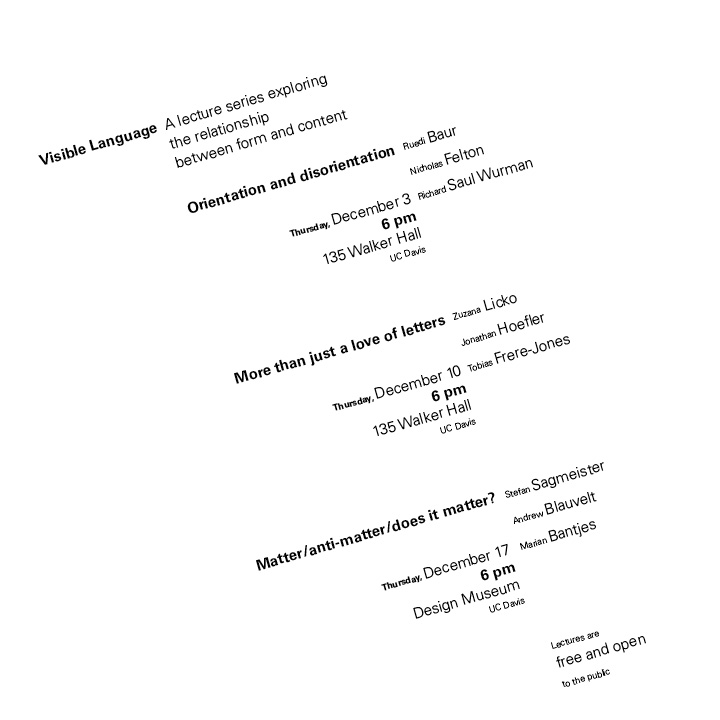 Visible Language A lecture series exploring
the relationship
between form and content
Orientation and disorientation Ruedi Baur
Nicholas Felton
Thursday, December 3 Richard Saul Wurman
6 pm
135 Walker Hall
UC Davis
More than just a love of letters Zuzana Licko
Jonathan Hoefler
Thursday, December 10 Tobias Frere-Jones
6 pm
135 Walker Hall
UC Davis
Matter/anti-matter/does it matter? Stefan Sagmeister
Andrew Blauvelt
Thursday, December 17 Marian Bantjes
6 pm
Design Museum
UC Davis
Lectures are
free and open
to the public